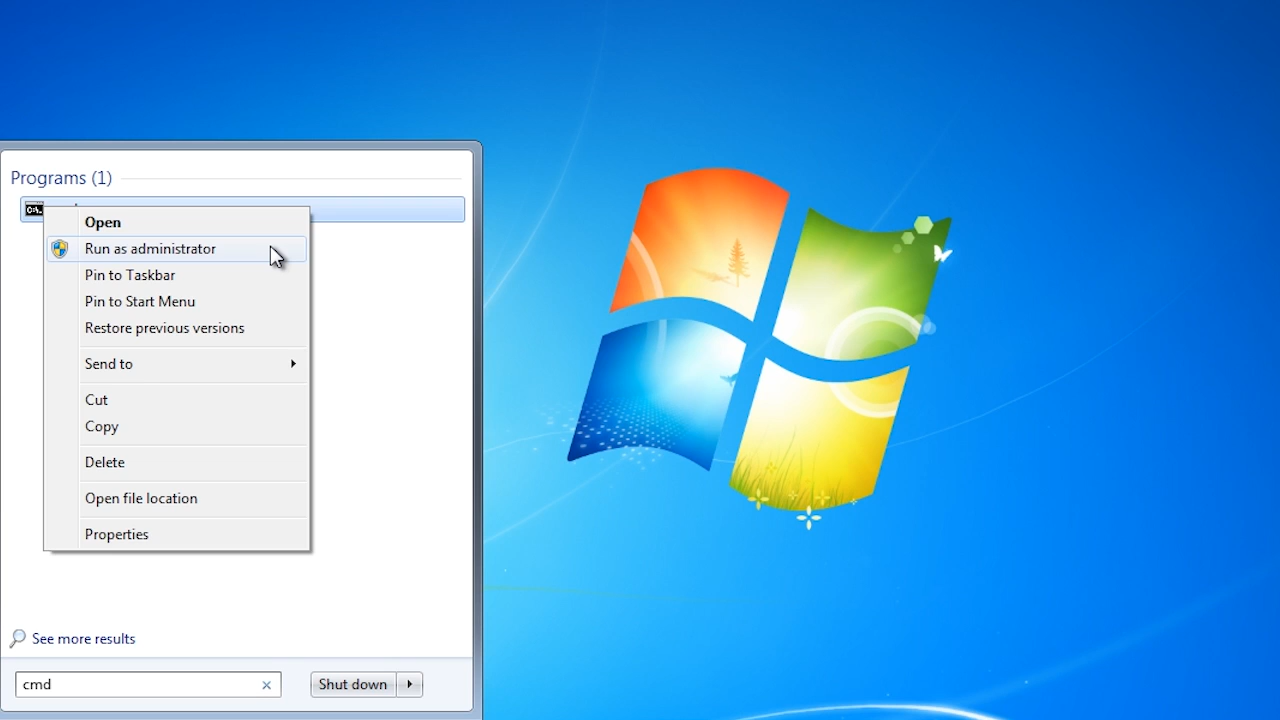 Programs (1)
Open
Run as administrator
Pin to Taskbar
Pin to Start Menu
Restore previous versions
Send to
Cut
Copy
Delete
Open file location
Properties
See more results
cmd
Shut down